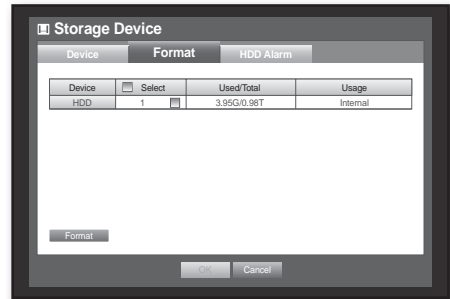 Storage Device
Device Format HDD Alarm
Device Select Used/Total Usage
HDD 1 3.95G/0.98T Internal
Format
OK Cancel